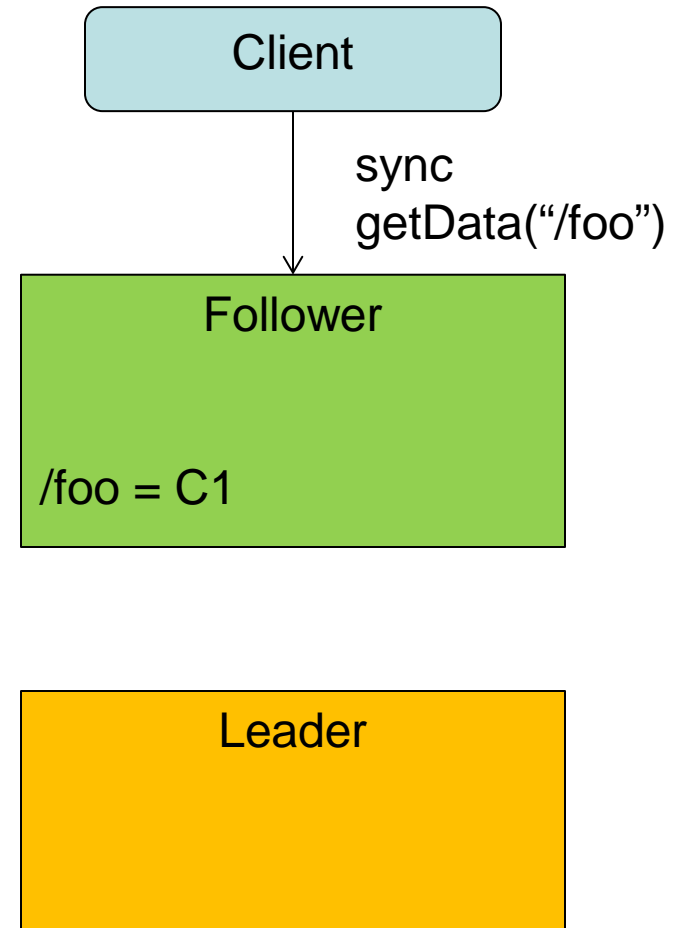 Client
sync
getData(“/foo”)
Follower
/foo = C1
Leader